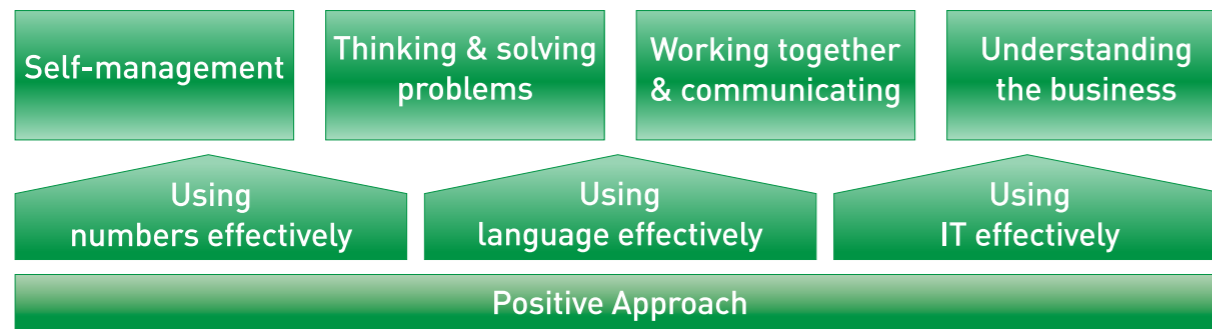 Self-management
Thinking & solving
problems
Working together
& communicating
Understanding
the business
Using
numbers effectively
Using
language effectively
Using
IT effectively
Positive Approach